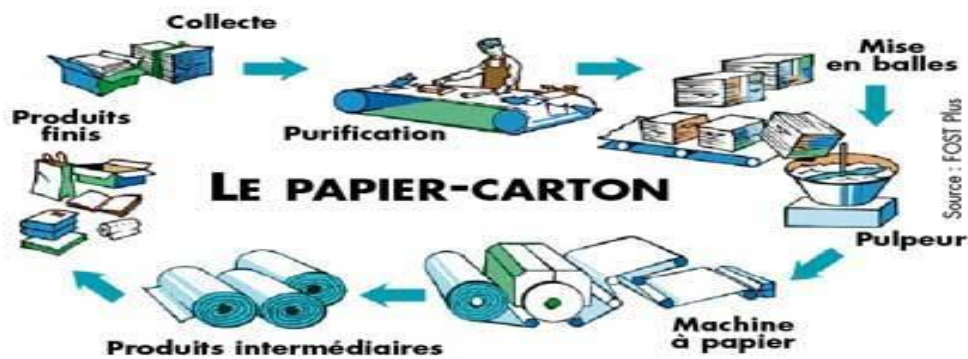 Collecte
Purification
Mise
en balles
Pulpeur
Machine
à papier
Produits intermédiaires
Produits
finis
LE PAPIER-CARTON
Source : FOST Plus